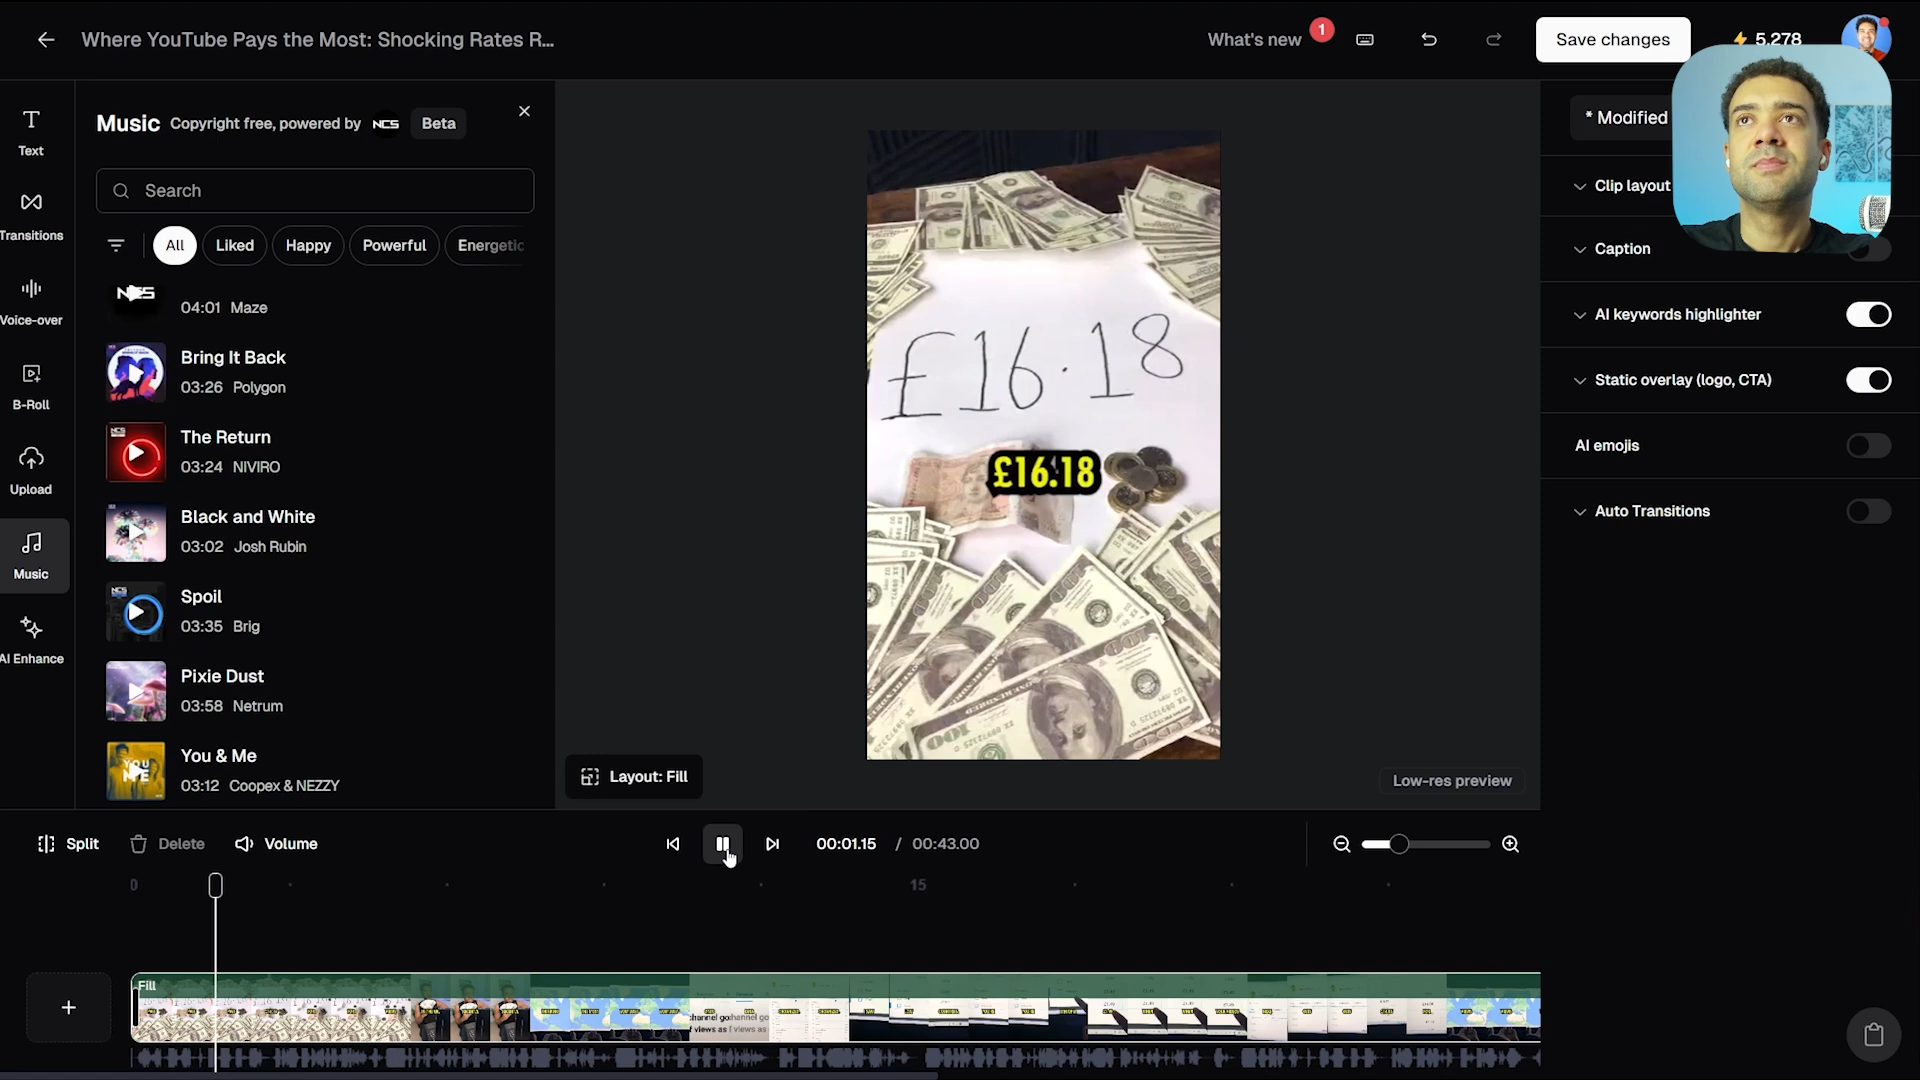 Where YouTube Pays the Most: Shocking Rates R...
What's new
1
Save changes
5,278
Text
Transitions
Voice-over
B-Roll
Upload
Music
AI Enhance
Music Copyright free, powered by NCS Beta
Search
All Liked Happy Powerful Energetic
NCS
04:01 Maze
Bring It Back
03:26 Polygon
The Return
03:24 NIVIRO
Black and White
03:02 Josh Rubin
NCS
Spoil
03:35 Brig
Pixie Dust
03:58 Netrum
You & Me
03:12 Coopex & NEZZY
£16.18
£16.18
Layout: Fill
Low-res preview
* Modified
Clip layout
Caption
AI keywords highlighter
Static overlay (logo, CTA)
AI emojis
Auto Transitions
Split Delete Volume
00:01.15 / 00:43.00
0 15
Fill